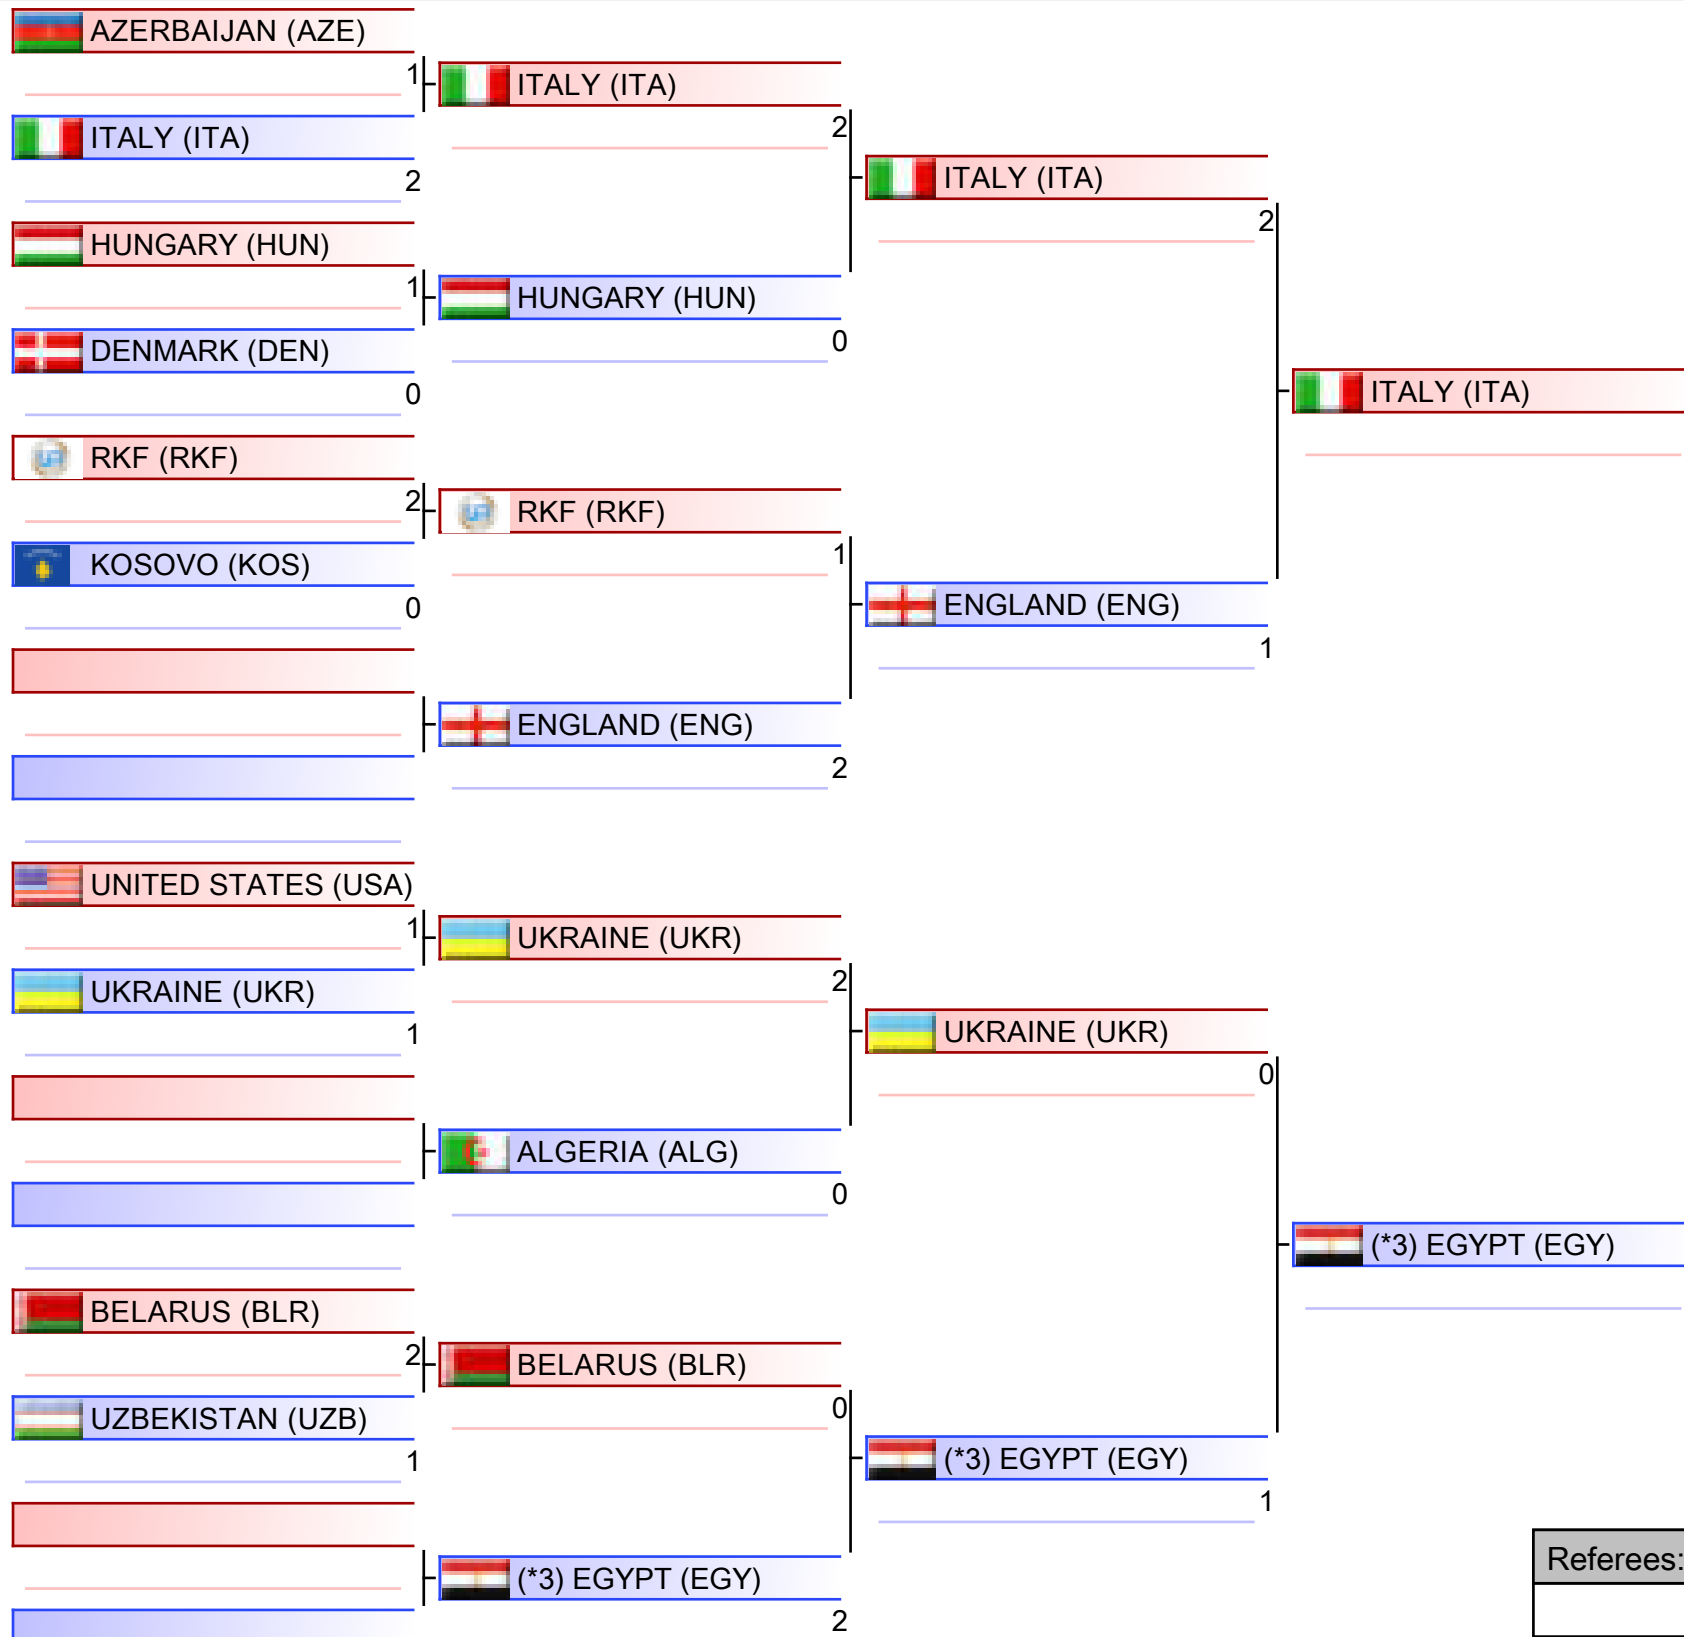 AZERBAIJAN (AZE)
1
ITALY (ITA)
2
HUNGARY (HUN)
1
DENMARK (DEN)
0
RKF (RKF)
2
KOSOVO (KOS)
0
UNITED STATES (USA)
1
UKRAINE (UKR)
1
BELARUS (BLR)
2
UZBEKISTAN (UZB)
1
ITALY (ITA)
2
HUNGARY (HUN)
0
RKF (RKF)
1
ENGLAND (ENG)
2
UKRAINE (UKR)
2
ALGERIA (ALG)
0
BELARUS (BLR)
0
(*3) EGYPT (EGY)
2
ITALY (ITA)
2
ENGLAND (ENG)
1
UKRAINE (UKR)
0
(*3) EGYPT (EGY)
1
ITALY (ITA)
(*3) EGYPT (EGY)
Referees: